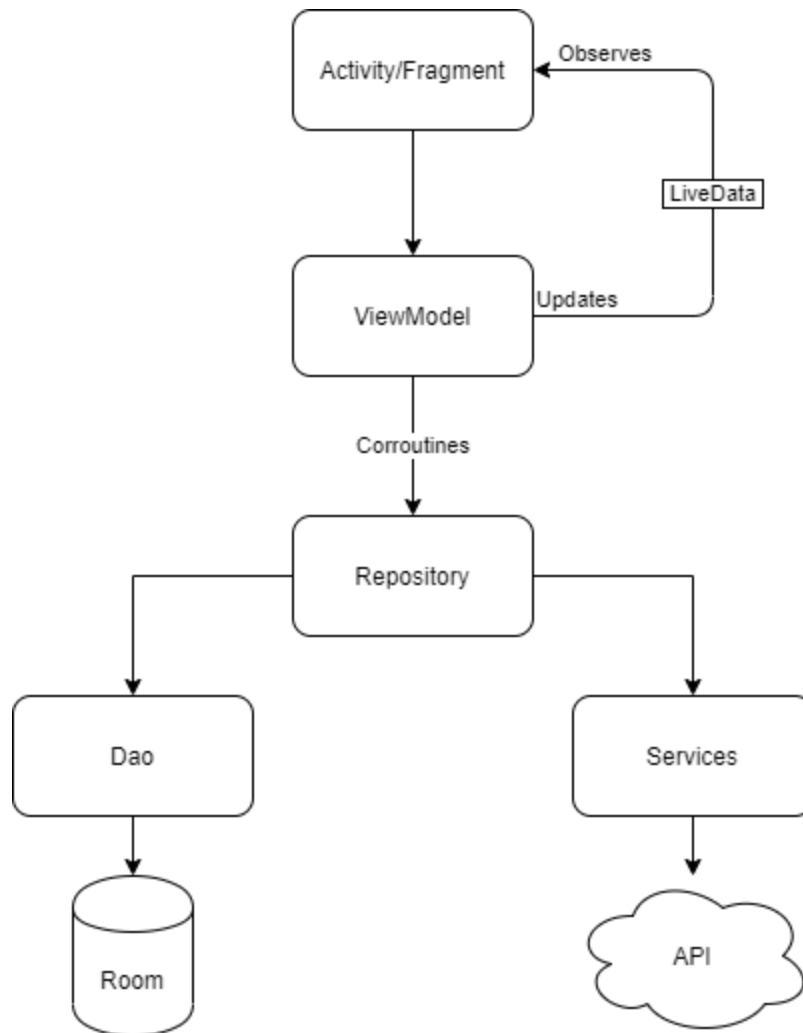 Activity/Fragment
Observes
LiveData
ViewModel
Updates
Corroutines
Repository
Dao
Services
Room
API